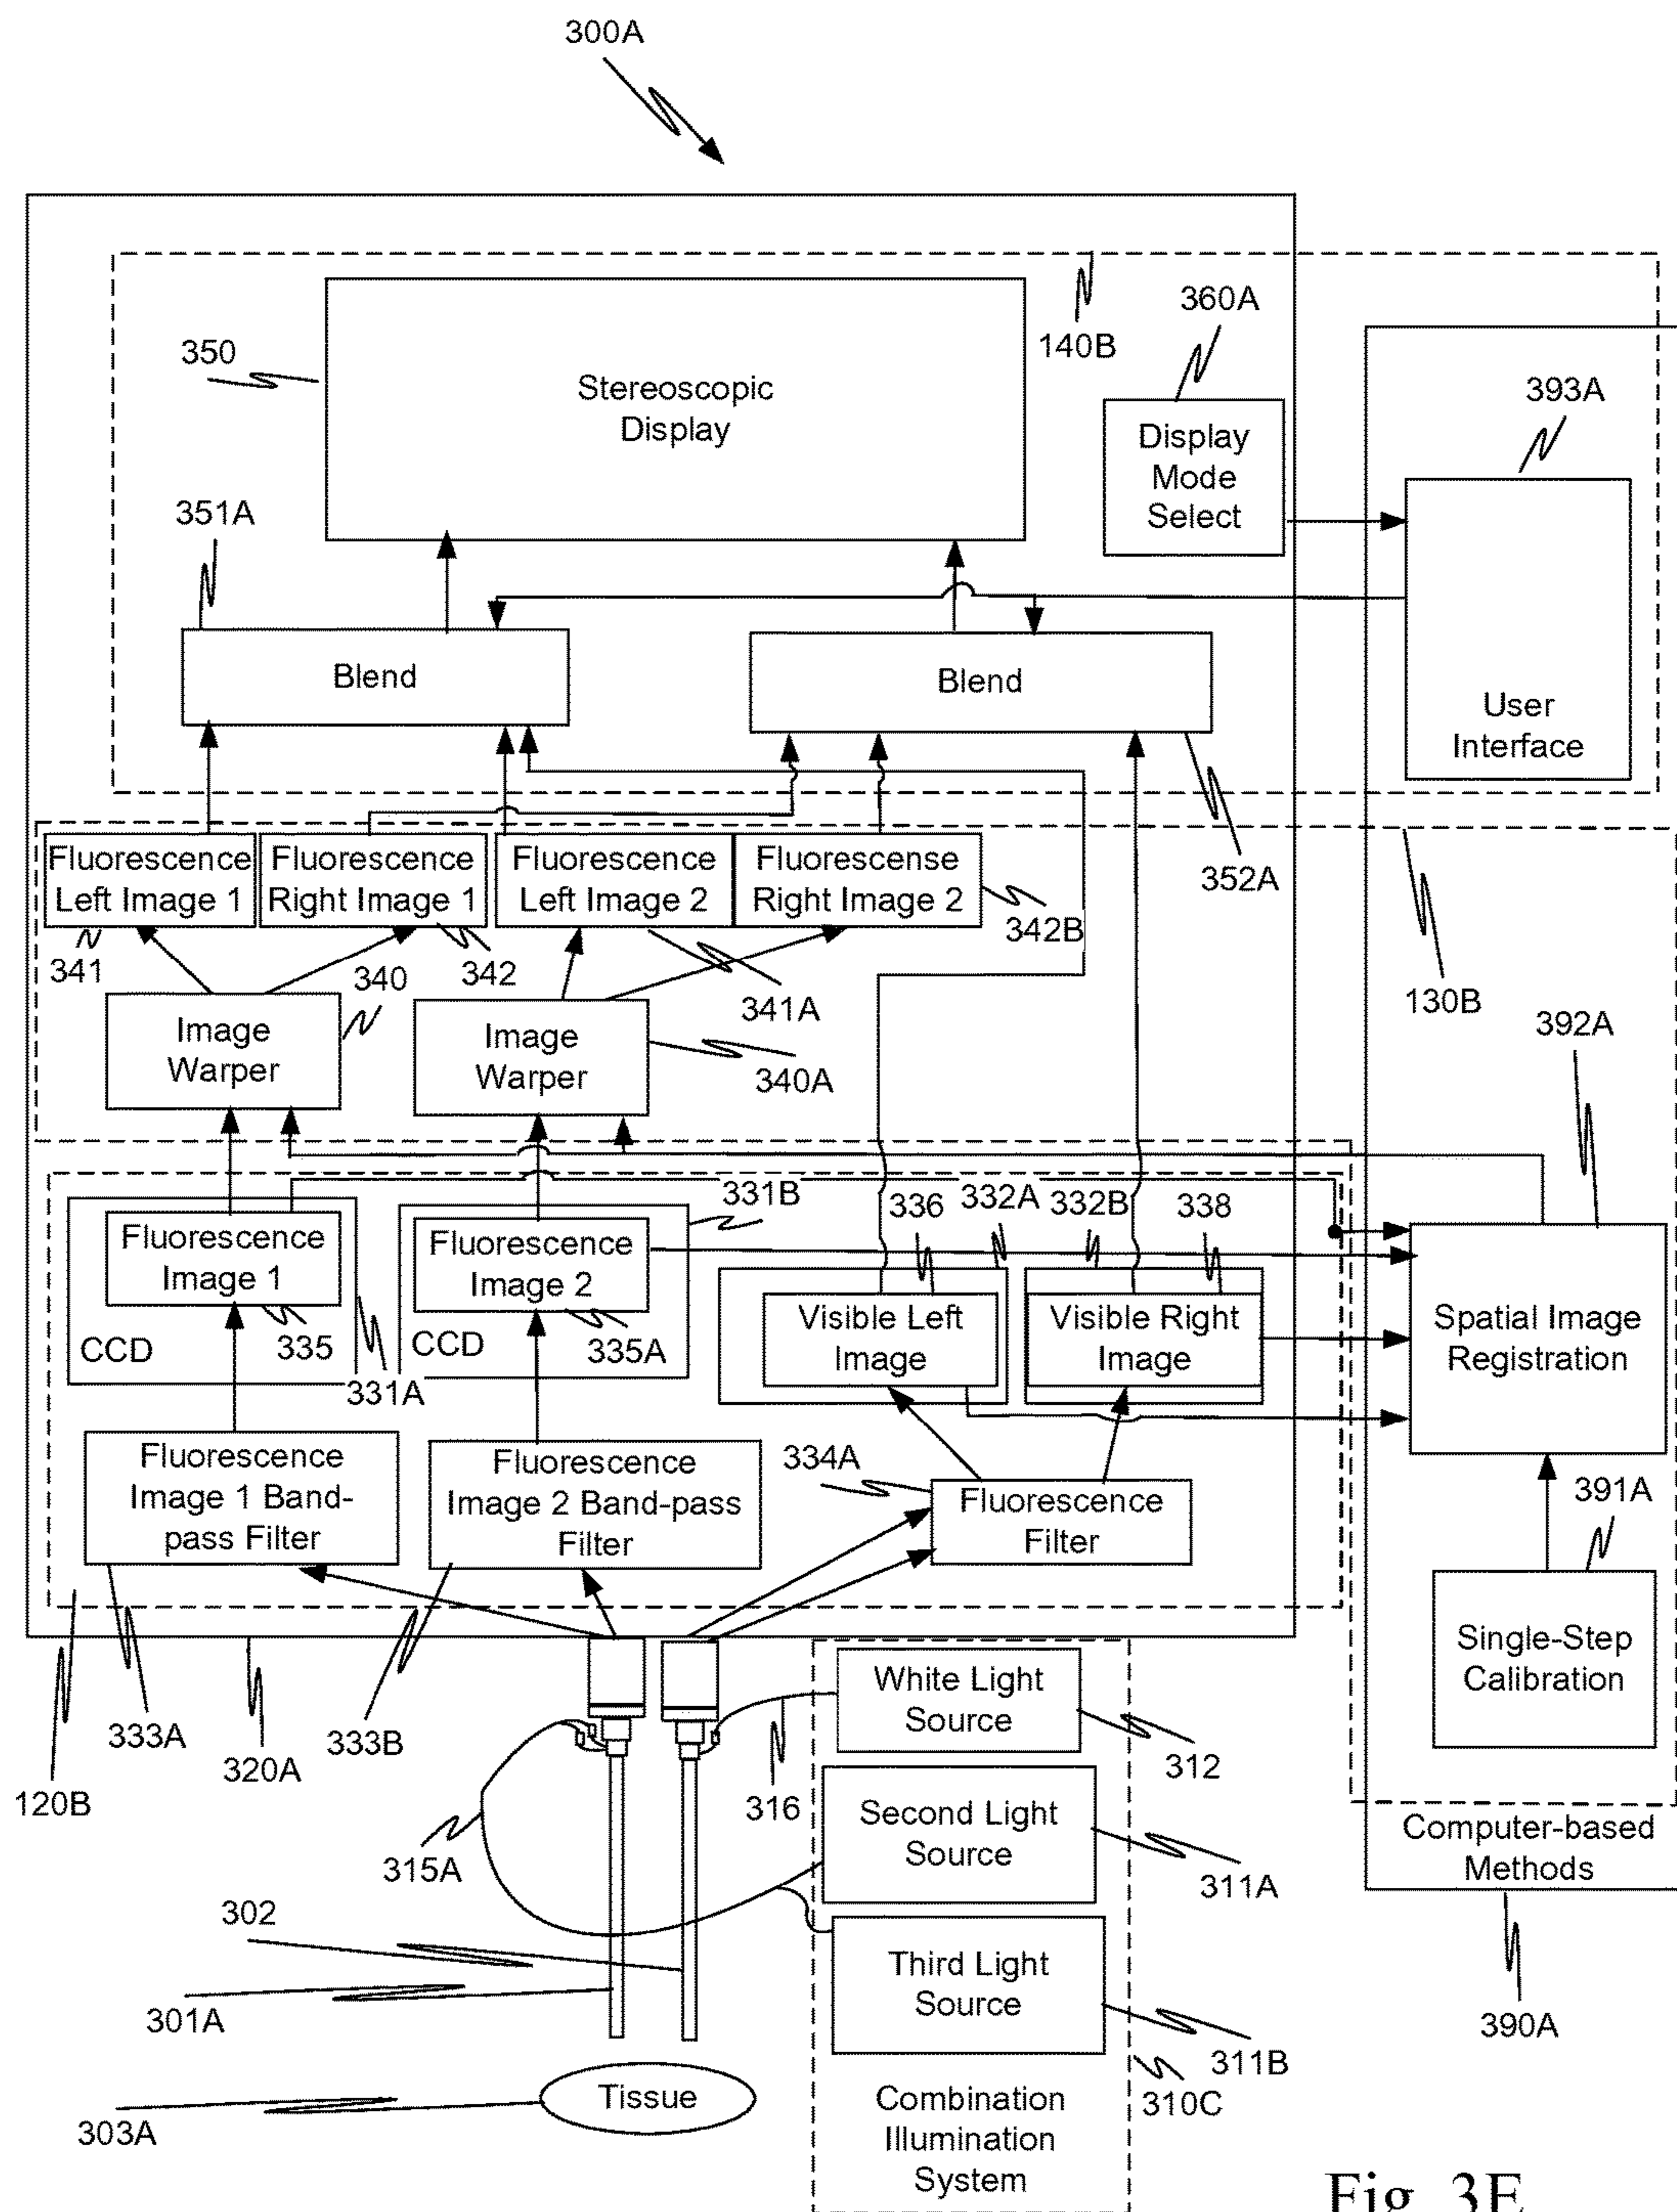 300A
140B
360A
350
Stereoscopic
Display
Display
Mode
Select
393A
351A
Blend
Blend
User
Interface
Fluorescence
Left Image 1
Fluorescence
Right Image 1
Fluorescence
Left Image 2
Fluorescense
Right Image 2
352A
342B
341
340
342
341A
130B
392A
Image
Warper
Image
Warper
340A
331B
336
332A
332B
338
Fluorescence
Image 1
Fluorescence
Image 2
CCD
335
CCD
335A
331A
Visible Left
Image
Visible Right
Image
Spatial Image
Registration
Fluorescence
Image 1 Band-
pass Filter
Fluorescence
Image 2 Band-pass
Filter
334A
Fluorescence
Filter
391A
Single-Step
Calibration
333A
320A
333B
120B
White Light
Source
312
316
315A
Second Light
Source
311A
Computer-based
Methods
302
301A
Third Light
Source
311B
390A
310C
Tissue
303A
Combination
Illumination
System
Fig. 3E